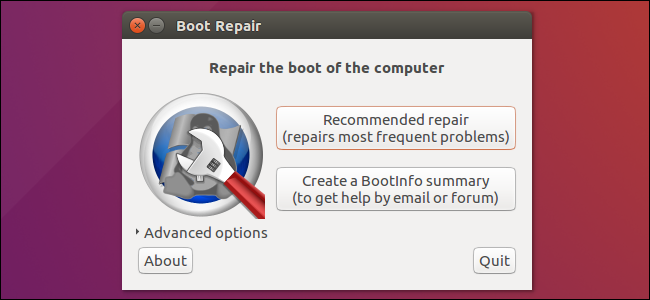 Boot Repair
Repair the boot of the computer
Recommended repair
(repairs most frequent problems)
Create a BootInfo summary
(to get help by email or forum)
Advanced options
About
Quit